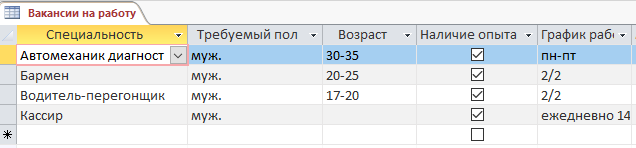 Вакансии на работу
Специальность Требуемый пол Возраст Наличие опыта График рабо
Автомеханик диагност муж. 30-35 пн-пт
Бармен муж. 20-25 2/2
Водитель-перегонщик муж. 17-20 2/2
Кассир муж. ежедневно 14